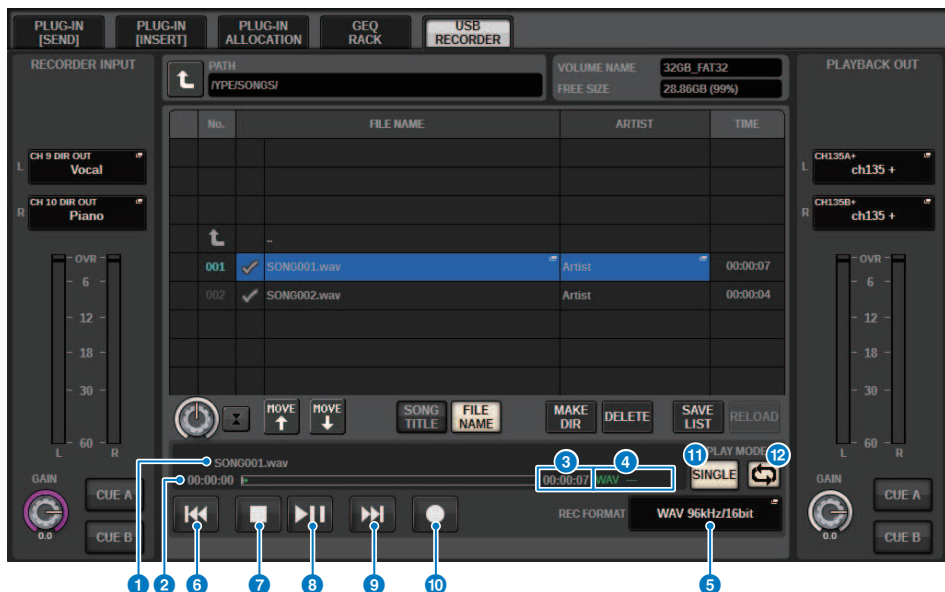 PLUG-IN [SEND]
PLUG-IN [INSERT]
PLUG-IN ALLOCATION
GEQ RACK
USB RECORDER
RECORDER INPUT
PATH
/YPE/SONGS/
VOLUME NAME 32GB_FAT32
FREE SIZE 28.86GB (99%)
PLAYBACK OUT
No. FILE NAME ARTIST TIME
L CH 9 DIR OUT
Vocal
R CH 10 DIR OUT
Piano
L CH135A+
ch135 +
R CH135B+
ch135 +
001 SONG001.wav Artist 00:00:07
002 SONG002.wav Artist 00:00:04
OVR
6
12
18
30
60
L R
OVR
6
12
18
30
60
L R
MOVE
MOVE
SONG TITLE
FILE NAME
MAKE DIR
DELETE
SAVE LIST
RELOAD
SONG001.wav
00:00:00
00:00:07 WAV ---
PLAY MODE
SINGLE
REC FORMAT WAV 96kHz/16bit
GAIN
0.0
CUE A
CUE B
GAIN
0.0
CUE A
CUE B
3 4 11 12
1 2 6 7 8 9 10 5